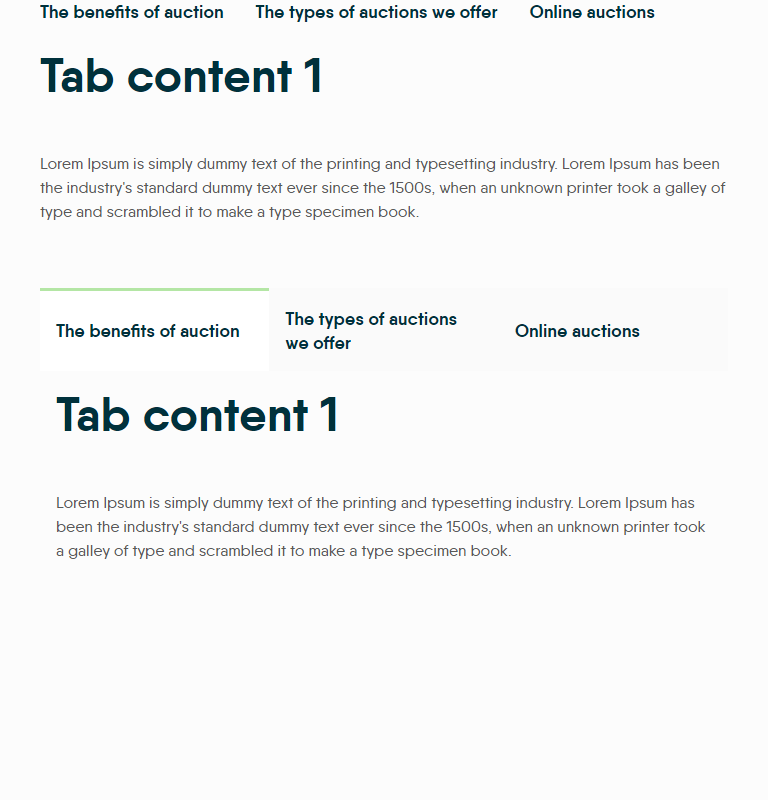 The benefits of auction The types of auctions we offer Online auctions
Tab content 1
Lorem Ipsum is simply dummy text of the printing and typesetting industry. Lorem Ipsum has been
the industry's standard dummy text ever since the 1500s, when an unknown printer took a galley of
type and scrambled it to make a type specimen book.
The benefits of auction
The types of auctions
we offer
Online auctions
Tab content 1
Lorem Ipsum is simply dummy text of the printing and typesetting industry. Lorem Ipsum has
been the industry's standard dummy text ever since the 1500s, when an unknown printer took
a galley of type and scrambled it to make a type specimen book.